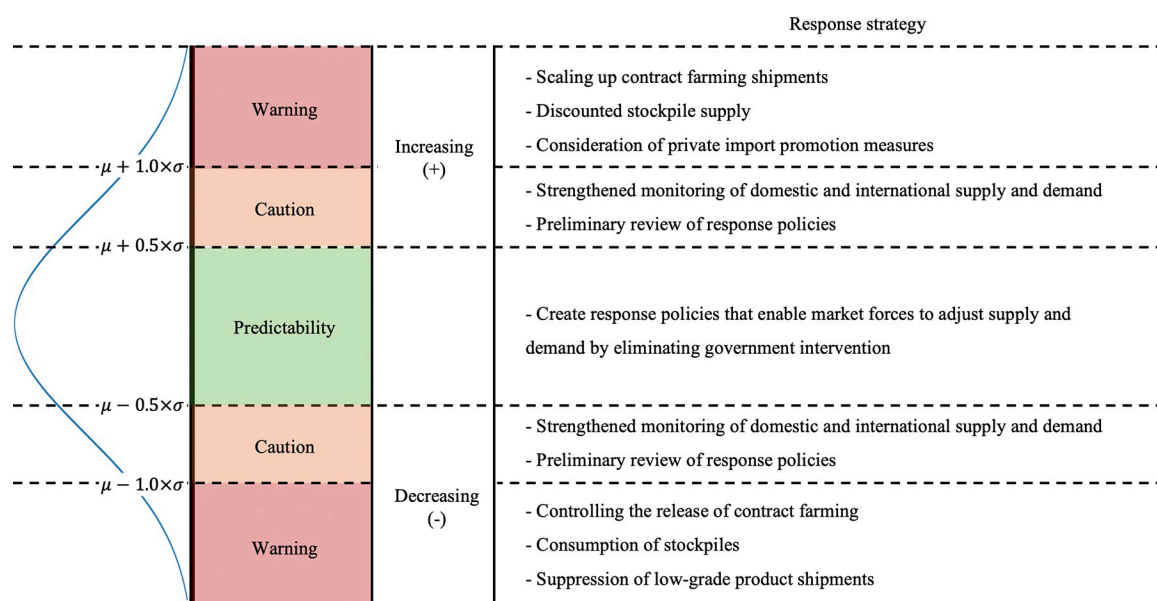 Response strategy
Warning
Increasing
(+)
- Scaling up contract farming shipments
- Discounted stockpile supply
- Consideration of private import promotion measures
μ + 1.0×σ
Caution
- Strengthened monitoring of domestic and international supply and demand
- Preliminary review of response policies
μ + 0.5×σ
Predictability
- Create response policies that enable market forces to adjust supply and
demand by eliminating government intervention
μ − 0.5×σ
Caution
- Strengthened monitoring of domestic and international supply and demand
- Preliminary review of response policies
μ − 1.0×σ
Decreasing
(-)
Warning
- Controlling the release of contract farming
- Consumption of stockpiles
- Suppression of low-grade product shipments